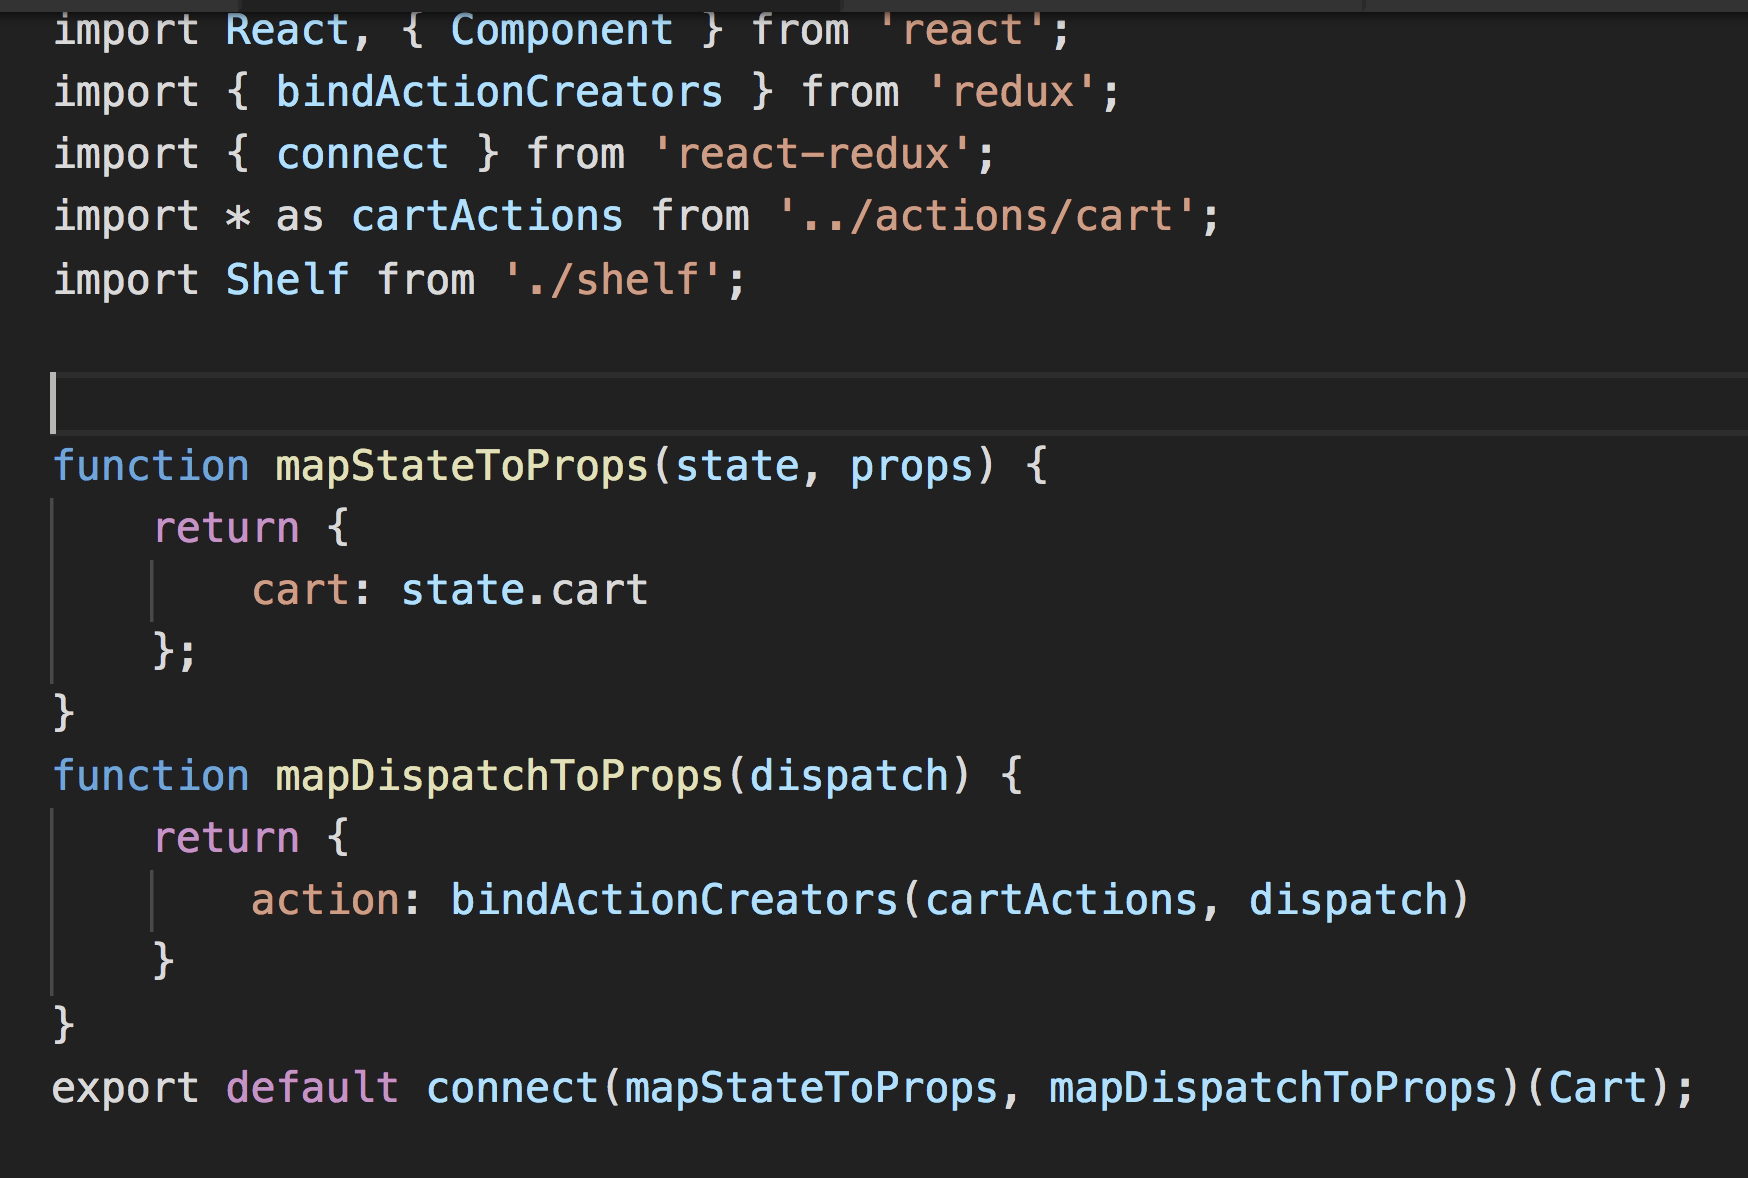 import React, { Component } from 'react';
import { bindActionCreators } from 'redux';
import { connect } from 'react-redux';
import * as cartActions from '../actions/cart';
import Shelf from './shelf';
function mapStateToProps(state, props) {
    return {
        cart: state.cart
    };
}
function mapDispatchToProps(dispatch) {
    return {
        action: bindActionCreators(cartActions, dispatch)
    }
}
export default connect(mapStateToProps, mapDispatchToProps)(Cart);